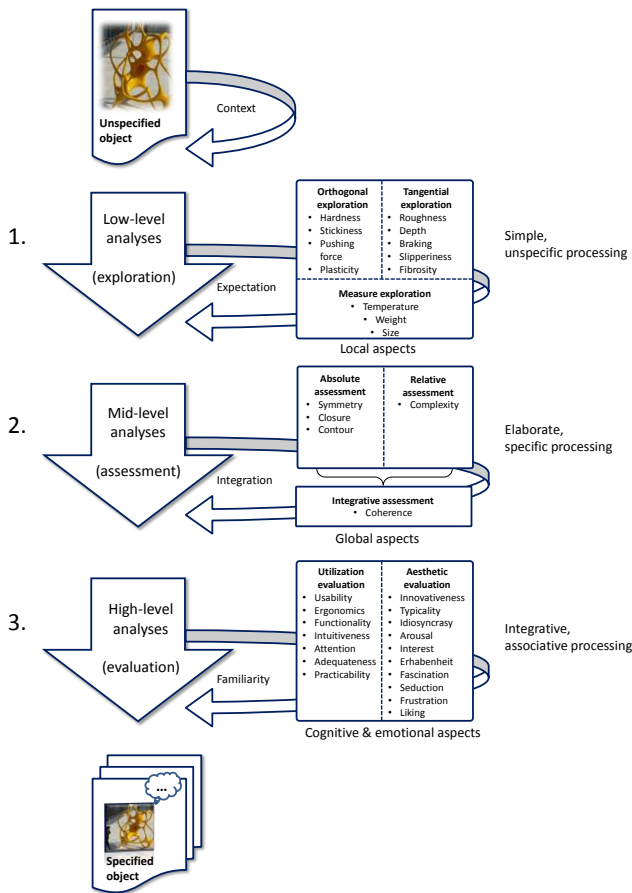 Unspecified
object
Context
1.
Low-level
analyses
(exploration)
Expectation
Orthogonal
exploration
• Hardness
• Stickiness
• Pushing
force
• Plasticity
Tangential
exploration
• Roughness
• Depth
• Braking
• Slipperiness
• Fibrosity
Measure exploration
• Temperature
• Weight
• Size
Local aspects
Simple,
unspecific processing
2.
Mid-level
analyses
(assessment)
Integration
Absolute
assessment
• Symmetry
• Closure
• Contour
Relative
assessment
• Complexity
Integrative assessment
• Coherence
Global aspects
Elaborate,
specific processing
3.
High-level
analyses
(evaluation)
Familiarity
Utilization
evaluation
• Usability
• Ergonomics
• Functionality
• Intuitiveness
• Attention
• Adequateness
• Practicability
Aesthetic
evaluation
• Innovativeness
• Typicality
• Idiosyncrasy
• Arousal
• Interest
• Erhabenheit
• Fascination
• Seduction
• Frustration
• Liking
Cognitive & emotional aspects
Integrative,
associative processing
...
Specified
object